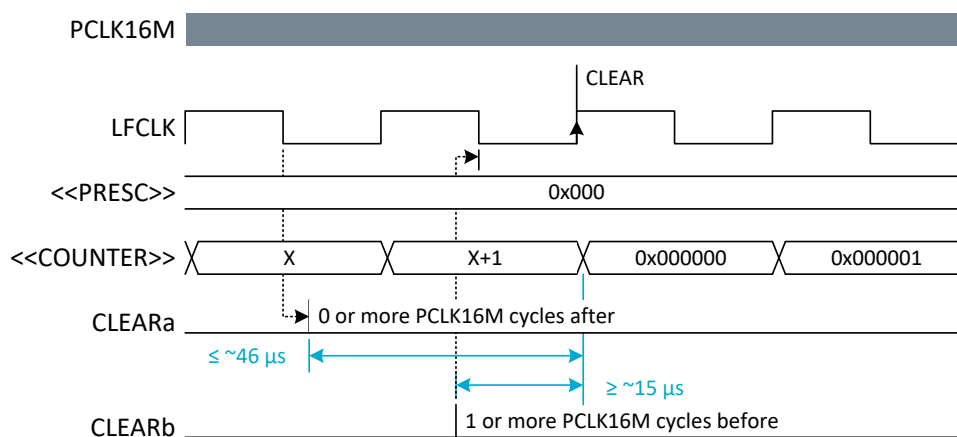 PCLK16M
CLEAR
LFCLK
<<PRESC>>
0x000
<<COUNTER>>
X
X+1
0x000000
0x000001
CLEARa
0 or more PCLK16M cycles after
≤ ~46 µs
≥ ~15 µs
CLEARb
1 or more PCLK16M cycles before